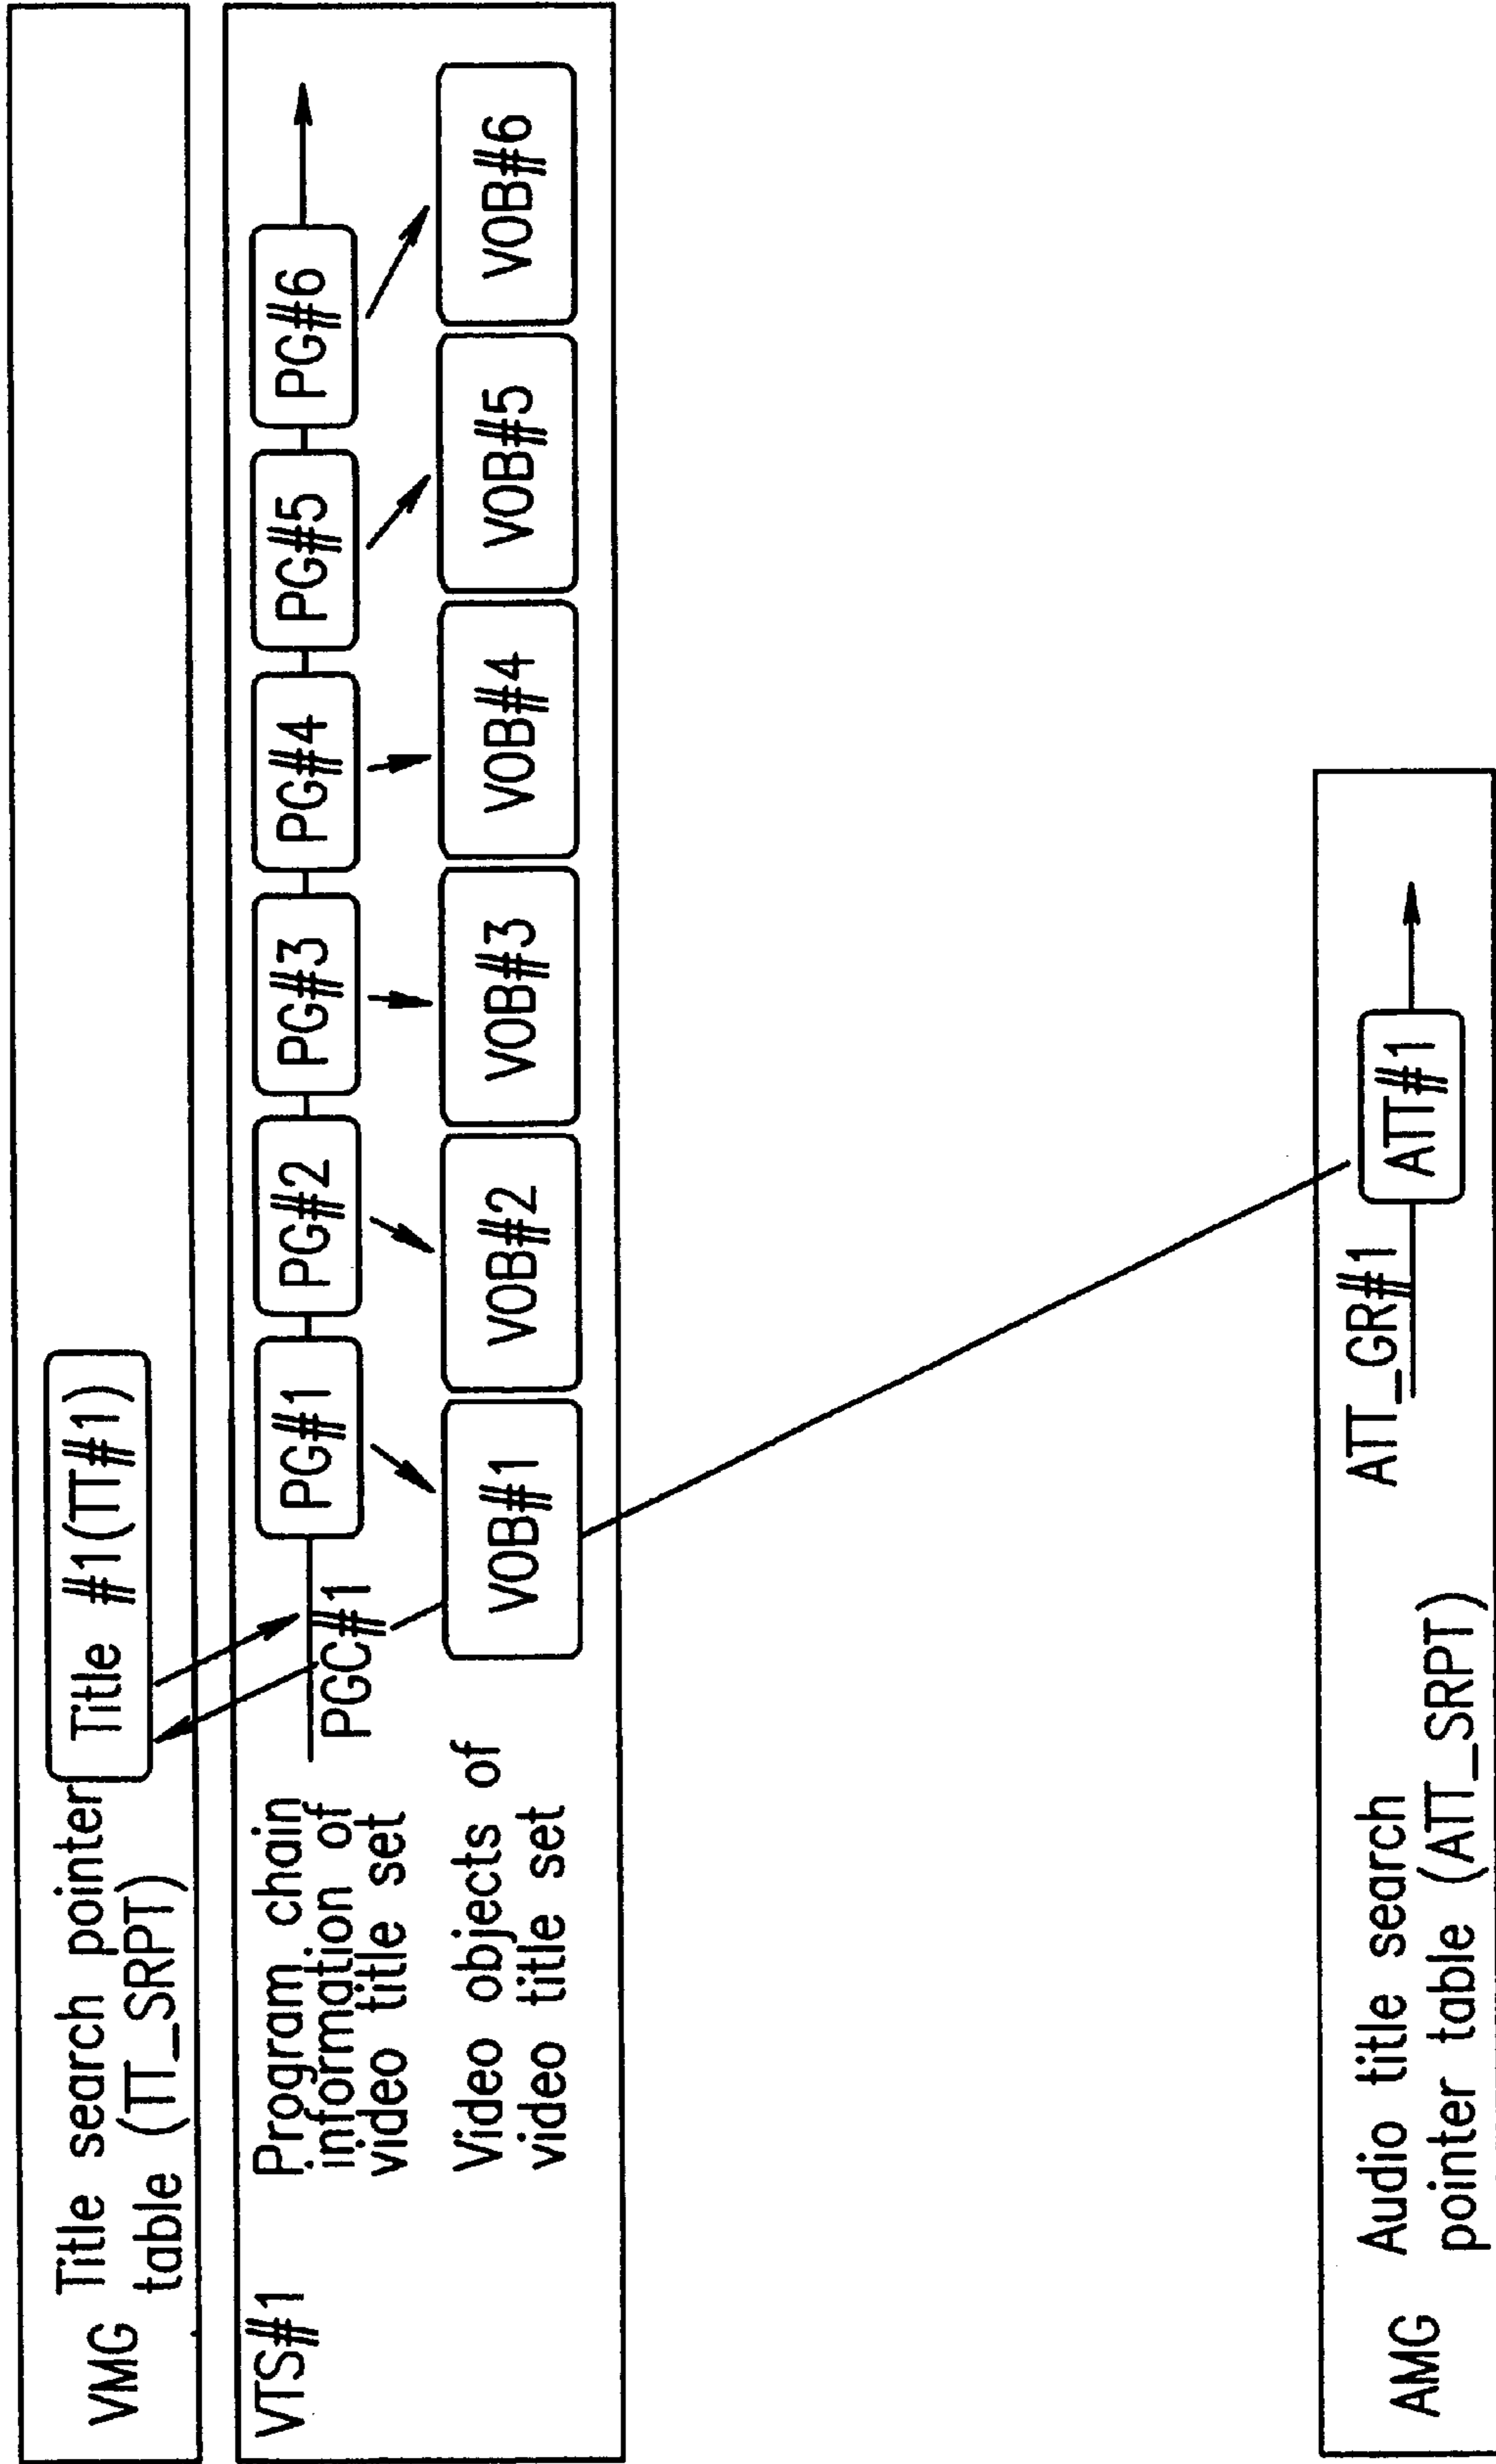 VMG
Title search pointer
table (TT_SRPT)
Title #1(TT#1)
VTS#1
Program chain
information of
video title set
PGC#1
PG#1
PG#2
PG#3
PG#4
PG#5
PG#6
Video objects of
video title set
VOB#1
VOB#2
VOB#3
VOB#4
VOB#5
VOB#6
AMG
Audio title search
pointer table (ATT_SRPT)
ATT_GR#1
ATT#1